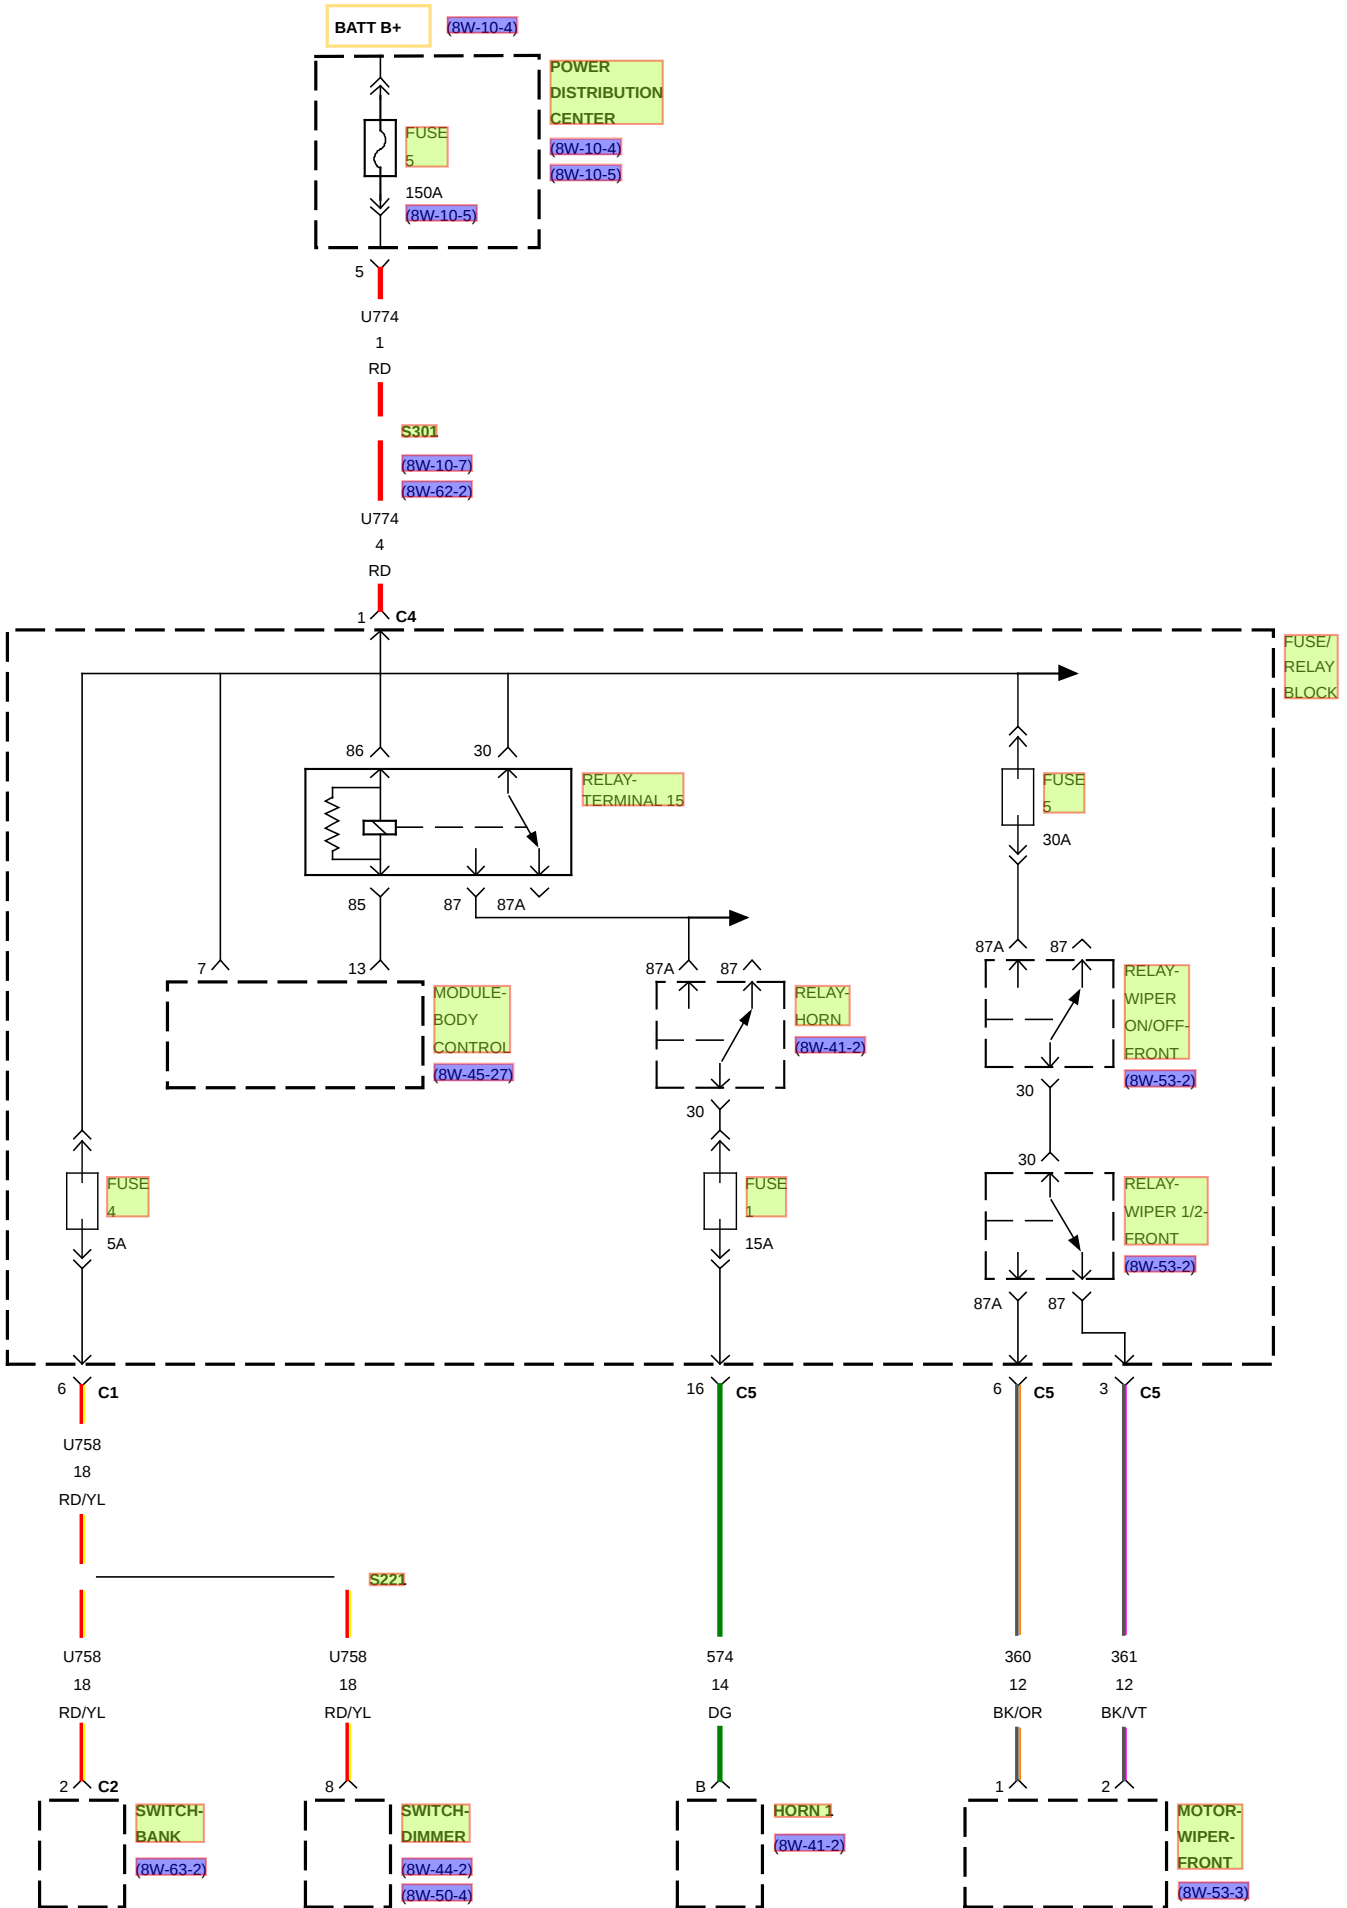 BATT B+
(8W-10-4)
POWER
DISTRIBUTION
CENTER
(8W-10-4)
(8W-10-5)
FUSE
5
150A
(8W-10-5)
5
U774
1
RD
S301
(8W-10-7)
(8W-62-2)
U774
4
RD
1
C4
FUSE/
RELAY
BLOCK
86
30
RELAY-
TERMINAL 15
FUSE
5
30A
85
87
87A
7
13
MODULE-
BODY
CONTROL
(8W-45-27)
87A
87
RELAY-
HORN
(8W-41-2)
30
87A
87
RELAY-
WIPER
ON/OFF-
FRONT
(8W-53-2)
30
30
RELAY-
WIPER 1/2-
FRONT
(8W-53-2)
87A
87
FUSE
4
5A
FUSE
1
15A
6
C1
16
C5
6
C5
3
C5
U758
18
RD/YL
S221
U758
18
RD/YL
U758
18
RD/YL
574
14
DG
360
12
BK/OR
361
12
BK/VT
2
C2
8
B
1
2
SWITCH-
BANK
(8W-63-2)
SWITCH-
DIMMER
(8W-44-2)
(8W-50-4)
HORN 1
(8W-41-2)
MOTOR-
WIPER-
FRONT
(8W-53-3)